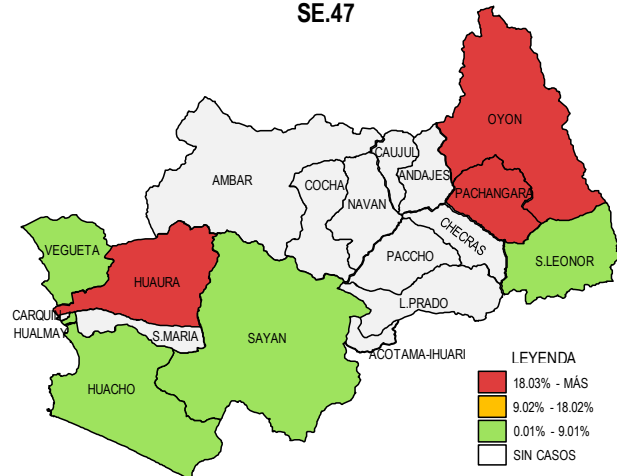 SE.47
OYON
CAUJUL
ANDAJES
AMBAR
COCHA
PACHANGARA
NAVAN
CHECRAS
VEGUETA
PACCHO
S.LEONOR
HUAURA
L.PRADO
CARQUIN
HUALMAY
S.MARIA
SAYAN
ACOTAMA-IHUARI
HUACHO
LEYENDA
18.03% - MÁS
9.02% - 18.02%
0.01% - 9.01%
SIN CASOS